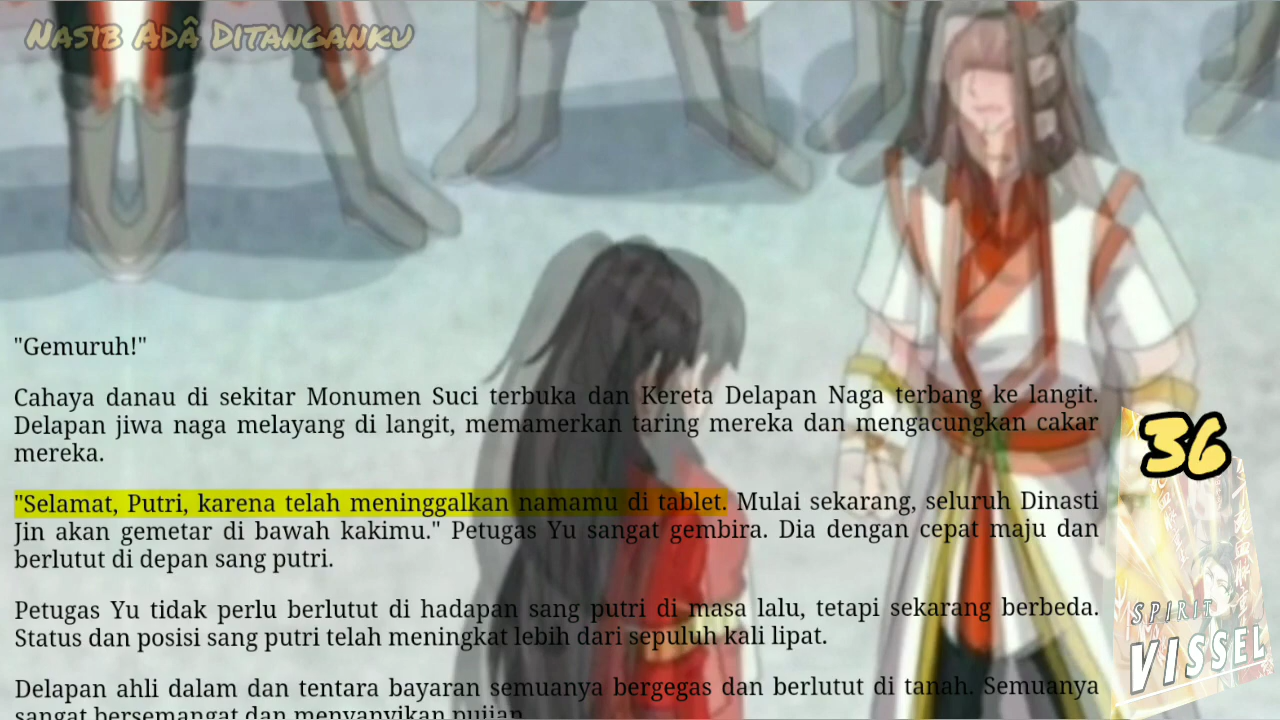 Nasib Adâ Ditanganku
"Gemuruh!"
Cahaya danau di sekitar Monumen Suci terbuka dan Kereta Delapan Naga terbang ke langit.
Delapan jiwa naga melayang di langit, memamerkan taring mereka dan mengacungkan cakar
mereka.
"Selamat, Putri, karena telah meninggalkan namamu di tablet. Mulai sekarang, seluruh Dinasti
Jin akan gemetar di bawah kakimu." Petugas Yu sangat gembira. Dia dengan cepat maju dan
berlutut di depan sang putri.
Petugas Yu tidak perlu berlutut di hadapan sang putri di masa lalu, tetapi sekarang berbeda.
Status dan posisi sang putri telah meningkat lebih dari sepuluh kali lipat.
Delapan ahli dalam dan tentara bayaran semuanya bergegas dan berlutut di tanah. Semuanya
sangat bersemangat dan menyanyikan pujian.
36
SPIRIT
VISSEL